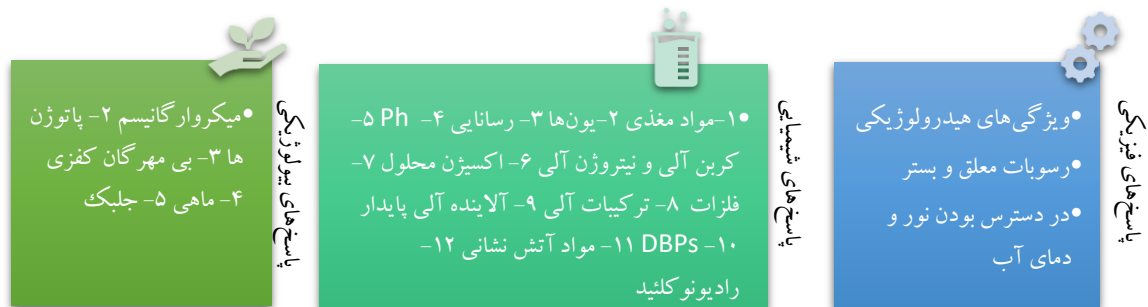 پاسخ‌های فیزیکی
•ویژگی‌های هیدرولوژیکی
•رسوبات معلق و بستر
•در دسترس بودن نور و
دمای آب
پاسخ‌های شیمیایی
•۱-مواد مغذی ۲-یون‌ها ۳- رسانایی ۴- Ph ۵-
کربن آلی و نیتروژن آلی ۶- اکسیژن محلول ۷-
فلزات ۸- ترکیبات آلی ۹- آلاینده آلی پایدار
۱۰- DBPs ۱۱- مواد آتش نشانی ۱۲-
رادیونوکلئید
پاسخ‌های بیولوژیکی
•میکروارگانیسم ۲- پاتوژن
ها ۳- بی مهرگان کفزی
۴- ماهی ۵- جلبک